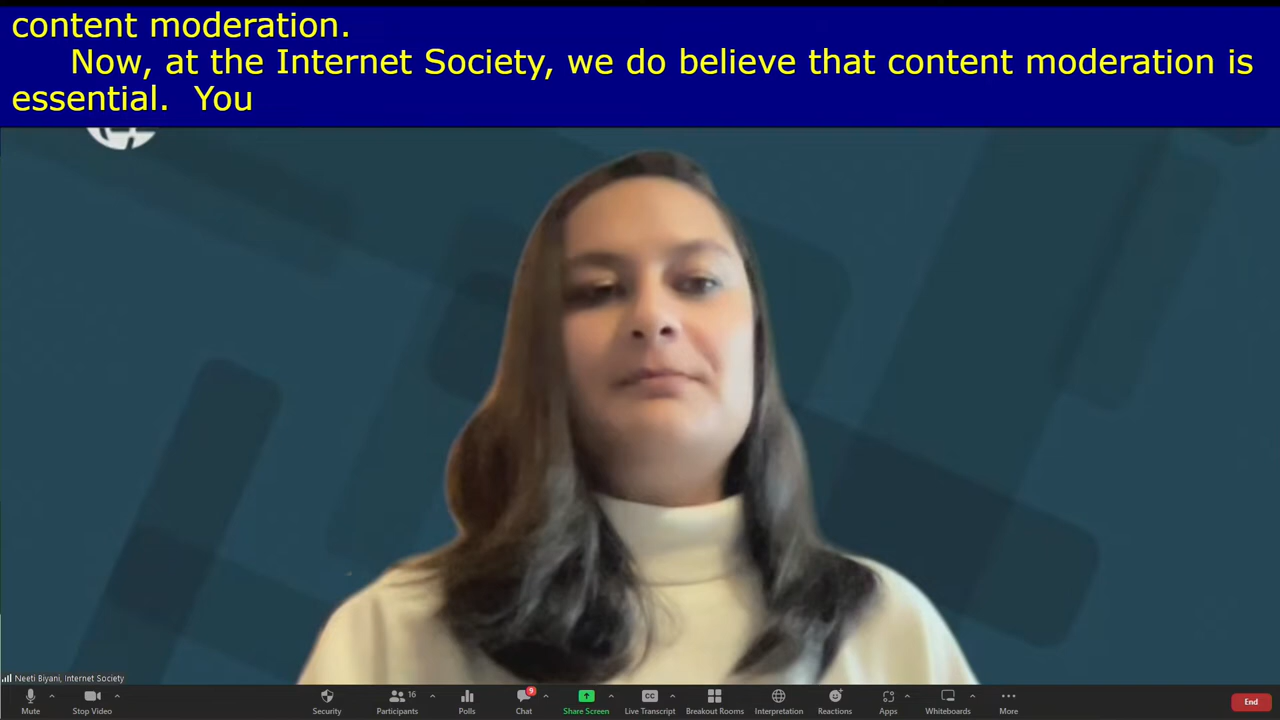 content moderation.
Now, at the Internet Society, we do believe that content moderation is
essential. You
Neeti Biyani, Internet Society
Mute
Stop Video
Security
16
Participants
Polls
9
Chat
Share Screen
CC
Live Transcript
Breakout Rooms
Interpretation
Reactions
Apps
Whiteboards
More
End